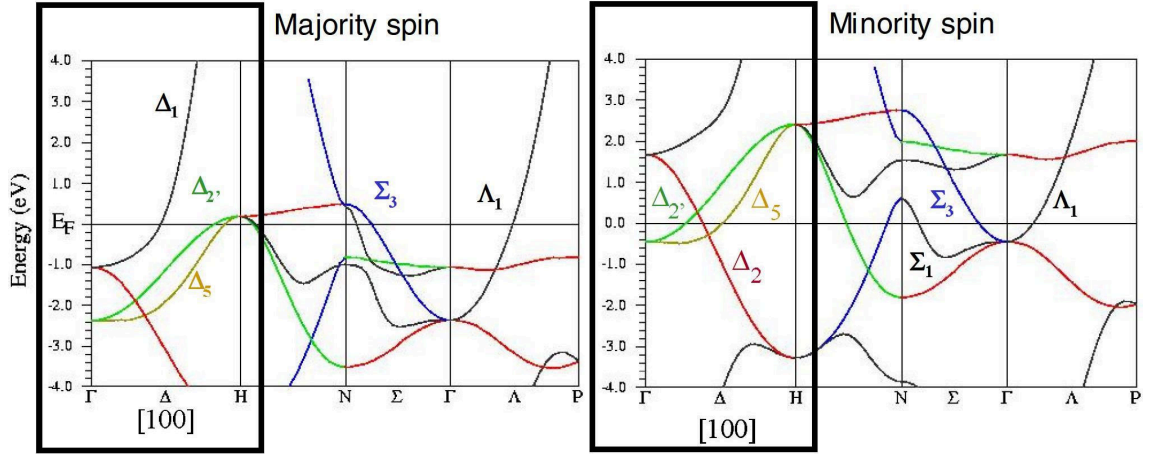 Majority spin
Minority spin
Energy (eV)
4.0
3.0
2.0
1.0
E_F
-1.0
-2.0
-3.0
-4.0
Δ₁
Δ₂'
Δ₅
Σ₃
Λ₁
Γ Δ H N Σ Γ Λ P
[100]
4.0
3.0
2.0
1.0
0.0
-1.0
-2.0
-3.0
-4.0
Δ₂'
Δ₅
Δ₂
Σ₃
Σ₁
Λ₁
Γ Δ H N Σ Γ Λ P
[100]